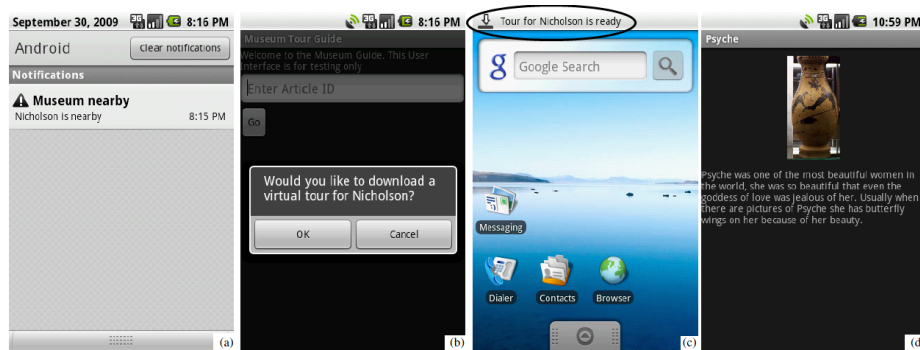 September 30, 2009 3G 8:16 PM
Android
Clear notifications
Notifications
Museum nearby
Nicholson is nearby 8:15 PM
(a)
3G 8:16 PM
Museum Tour Guide
Welcome to the Museum Guide. This User
Interface is for testing only
Enter Article ID
Go
Would you like to download a
virtual tour for Nicholson?
OK
Cancel
(b)
Tour for Nicholson is ready
g Google Search
Messaging
Dialer
Contacts
Browser
(c)
3G 10:59 PM
Psyche
Psyche was one of the most beautiful women in
the world, she was so beautiful that even the
goddess of love was jealous of her. Usually when
there are pictures of Psyche she has butterfly
wings on her because of her beauty.
(d)